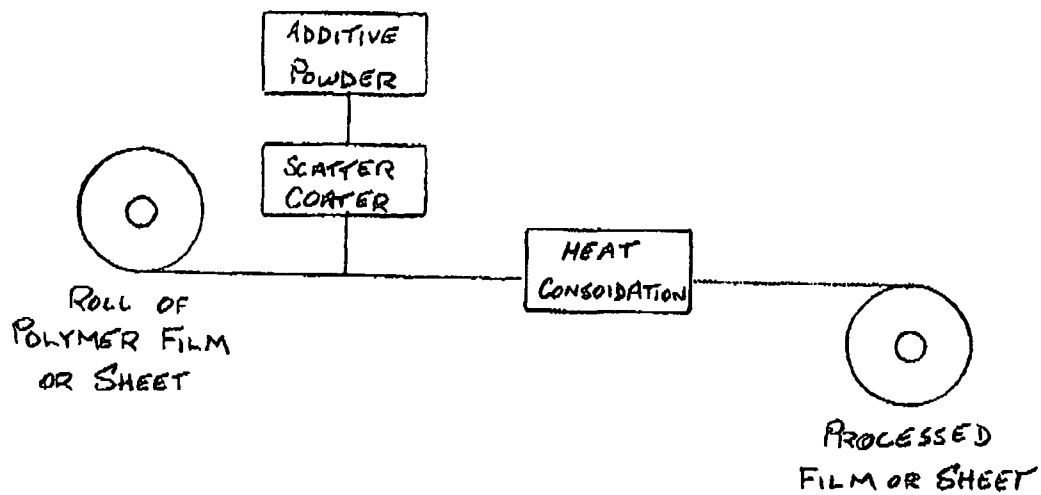 ADDITIVE
POWDER
SCATTER
COATER
HEAT
CONSOIDATION
ROLL OF
POLYMER FILM
OR SHEET
PROCESSED
FILM OR SHEET